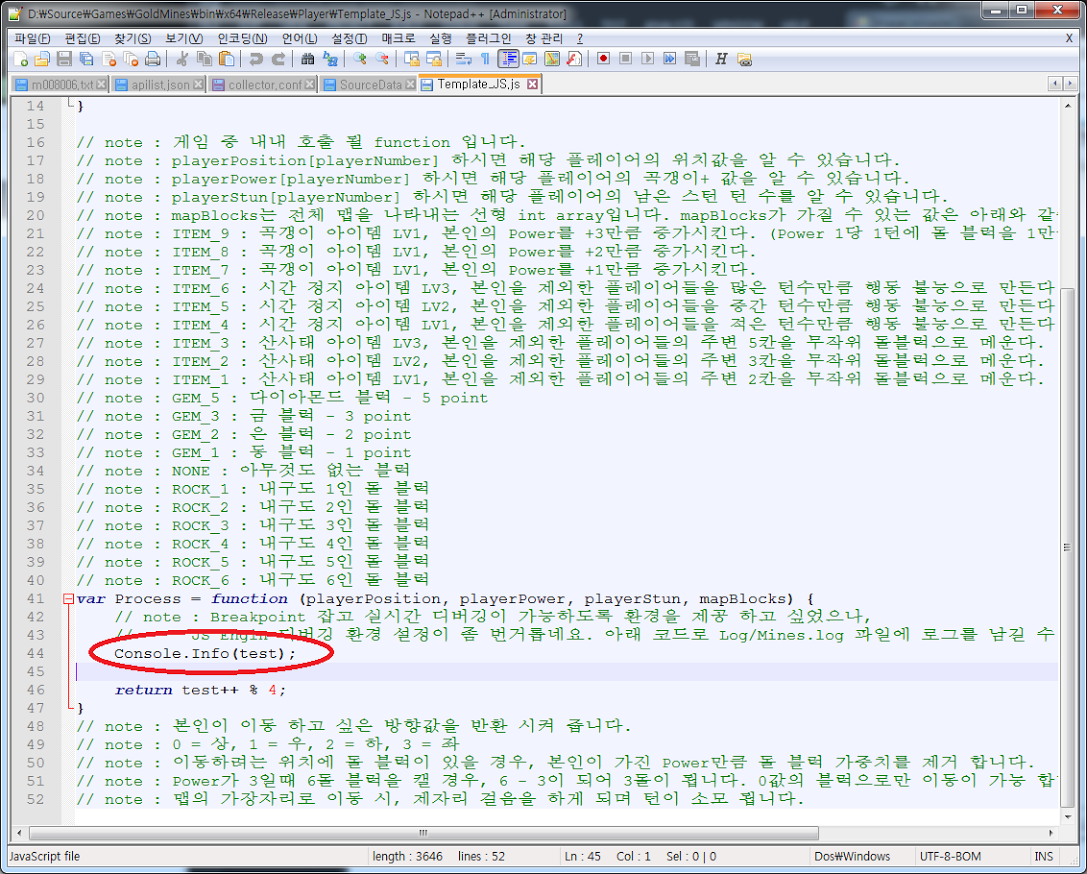 D:\Source\Games\GoldMines\bin\x64\Release\Player\Template_JS.js - Notepad++ [Administrator]
파일(F) 편집(E) 찾기(S) 보기(V) 인코딩(N) 언어(L) 설정(T) 매크로 실행 플러그인 창 관리 ? X
m008006.txt apilist.json collector.conf SourceData Template_JS.js
14 }
15
16 // note : 게임 중 내내 호출 될 function 입니다.
17 // note : playerPosition[playerNumber] 하시면 해당 플레이어의 위치값을 알 수 있습니다.
18 // note : playerPower[playerNumber] 하시면 해당 플레이어의 곡갱이+ 값을 알 수 있습니다.
19 // note : playerStun[playerNumber] 하시면 해당 플레이어의 남은 스턴 턴 수를 알 수 있습니다.
20 // note : mapBlocks는 전체 맵을 나타내는 선형 int array입니다. mapBlocks가 가질 수 있는 값은 아래와 같
21 // note : ITEM_9 : 곡갱이 아이템 LV1, 본인의 Power를 +3만큼 증가시킨다. (Power 1당 1턴에 돌 블럭을 1만
22 // note : ITEM_8 : 곡갱이 아이템 LV1, 본인의 Power를 +2만큼 증가시킨다.
23 // note : ITEM_7 : 곡갱이 아이템 LV1, 본인의 Power를 +1만큼 증가시킨다.
24 // note : ITEM_6 : 시간 정지 아이템 LV3, 본인을 제외한 플레이어들을 많은 턴수만큼 행동 불능으로 만든다
25 // note : ITEM_5 : 시간 정지 아이템 LV2, 본인을 제외한 플레이어들을 중간 턴수만큼 행동 불능으로 만든다
26 // note : ITEM_4 : 시간 정지 아이템 LV1, 본인을 제외한 플레이어들을 적은 턴수만큼 행동 불능으로 만든다
27 // note : ITEM_3 : 산사태 아이템 LV3, 본인을 제외한 플레이어들의 주변 5칸을 무작위 돌블럭으로 메운다.
28 // note : ITEM_2 : 산사태 아이템 LV2, 본인을 제외한 플레이어들의 주변 3칸을 무작위 돌블럭으로 메운다.
29 // note : ITEM_1 : 산사태 아이템 LV1, 본인을 제외한 플레이어들의 주변 2칸을 무작위 돌블럭으로 메운다.
30 // note : GEM_5 : 다이아몬드 블럭 - 5 point
31 // note : GEM_3 : 금 블럭 - 3 point
32 // note : GEM_2 : 은 블럭 - 2 point
33 // note : GEM_1 : 동 블럭 - 1 point
34 // note : NONE : 아무것도 없는 블럭
35 // note : ROCK_1 : 내구도 1인 돌 블럭
36 // note : ROCK_2 : 내구도 2인 돌 블럭
37 // note : ROCK_3 : 내구도 3인 돌 블럭
38 // note : ROCK_4 : 내구도 4인 돌 블럭
39 // note : ROCK_5 : 내구도 5인 돌 블럭
40 // note : ROCK_6 : 내구도 6인 돌 블럭
41 var Process = function (playerPosition, playerPower, playerStun, mapBlocks) {
42 // note : Breakpoint 잡고 실시간 디버깅이 가능하도록 환경을 제공 하고 싶었으나,
43 // JS Engin 디버깅 환경 설정이 좀 번거롭네요. 아래 코드로 Log/Mines.log 파일에 로그를 남길 수
44 Console.Info(test);
45
46 return test++ % 4;
47 }
48 // note : 본인이 이동 하고 싶은 방향값을 반환 시켜 줍니다.
49 // note : 0 = 상, 1 = 우, 2 = 하, 3 = 좌
50 // note : 이동하려는 위치에 돌 블럭이 있을 경우, 본인이 가진 Power만큼 돌 블럭 가중치를 제거 합니다.
51 // note : Power가 3일때 6돌 블럭을 캘 경우, 6 - 3이 되어 3돌이 됩니다. 0값의 블럭으로만 이동이 가능 합
52 // note : 맵의 가장자리로 이동 시, 제자리 걸음을 하게 되며 턴이 소모 됩니다.
JavaScript file length : 3646 lines : 52 Ln : 45 Col : 1 Sel : 0 | 0 Dos\Windows UTF-8-BOM INS